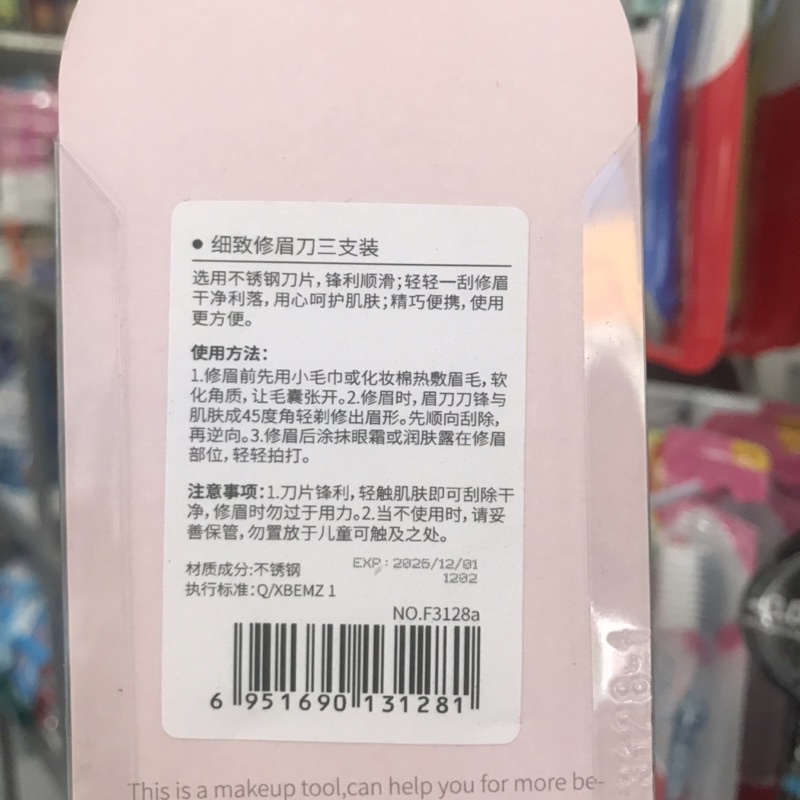 ● 细致修眉刀三支装
选用不锈钢刀片，锋利顺滑；轻轻一刮修眉
干净利落，用心呵护肌肤；精巧便携，使用
更方便。
使用方法：
1.修眉前先用小毛巾或化妆棉热敷眉毛，软
化角质，让毛囊张开。2.修眉时，眉刀刀锋与
肌肤成45度角轻剃修出眉形。先顺向刮除，
再逆向。3.修眉后涂抹眼霜或润肤露在修眉
部位，轻轻拍打。
注意事项：1.刀片锋利，轻触肌肤即可刮除干
净，修眉时勿过于用力。2.当不使用时，请妥
善保管，勿置放于儿童可触及之处。
材质成分：不锈钢
EXP：2026/12/01
1202
执行标准：Q/XBEMZ 1
NO.F3128a
6 951690 131281
This is a makeup tool,can help you for more be-